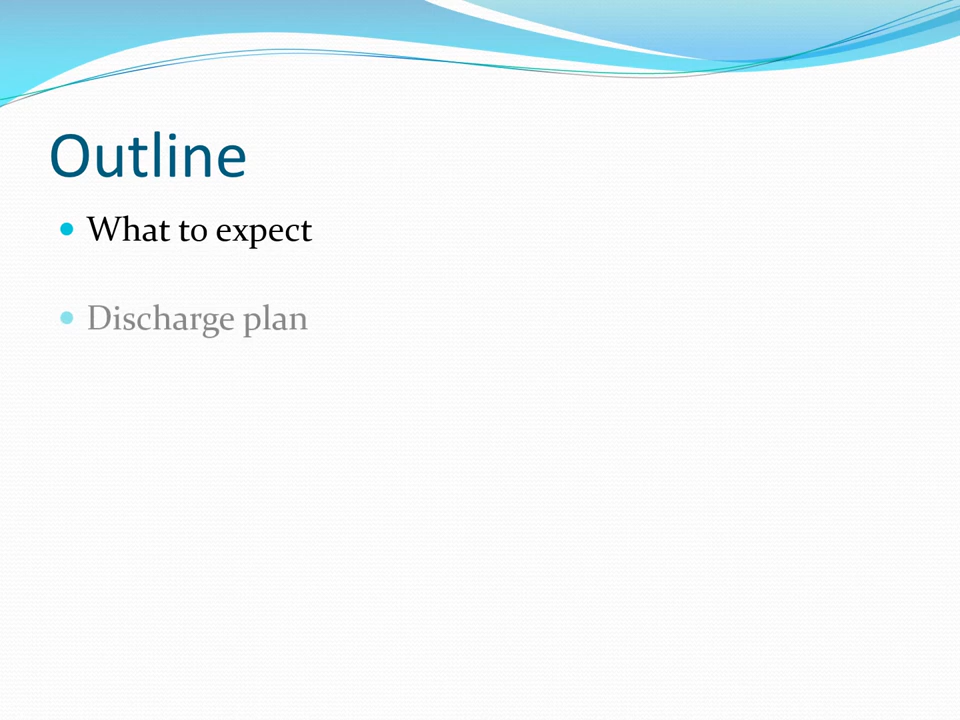 Outline
• What to expect
• Discharge plan